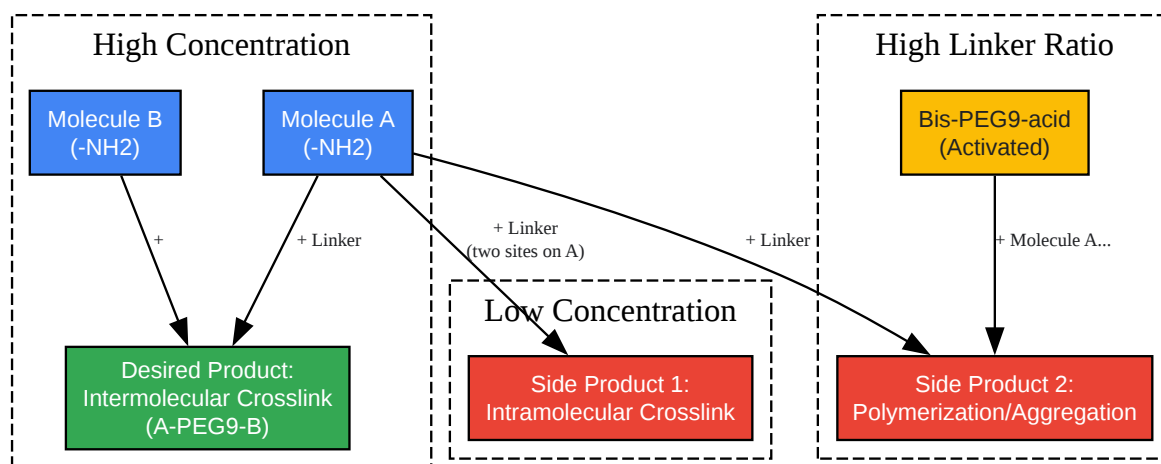 High Concentration
High Linker Ratio
Molecule B
(-NH2)
Molecule A
(-NH2)
Bis-PEG9-acid
(Activated)
+
+ Linker
+ Linker
(two sites on A)
+ Linker
+ Molecule A...
Low Concentration
Desired Product:
Intermolecular Crosslink
(A-PEG9-B)
Side Product 1:
Intramolecular Crosslink
Side Product 2:
Polymerization/Aggregation